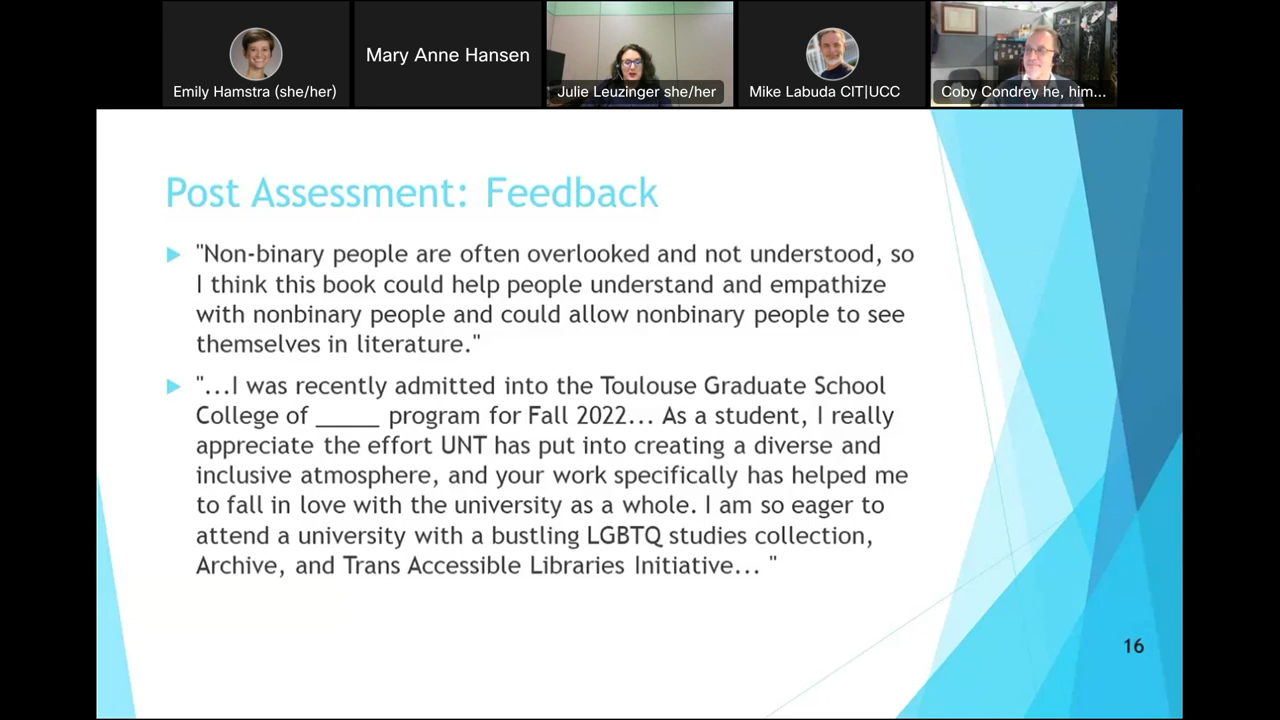 Emily Hamstra (she/her)
Mary Anne Hansen
Julie Leuzinger she/her
Mike Labuda CIT|UCC
Coby Condrey he, him...
Post Assessment: Feedback
"Non-binary people are often overlooked and not understood, so
I think this book could help people understand and empathize
with nonbinary people and could allow nonbinary people to see
themselves in literature."
"...I was recently admitted into the Toulouse Graduate School
College of _____ program for Fall 2022... As a student, I really
appreciate the effort UNT has put into creating a diverse and
inclusive atmosphere, and your work specifically has helped me
to fall in love with the university as a whole. I am so eager to
attend a university with a bustling LGBTQ studies collection,
Archive, and Trans Accessible Libraries Initiative... "
16